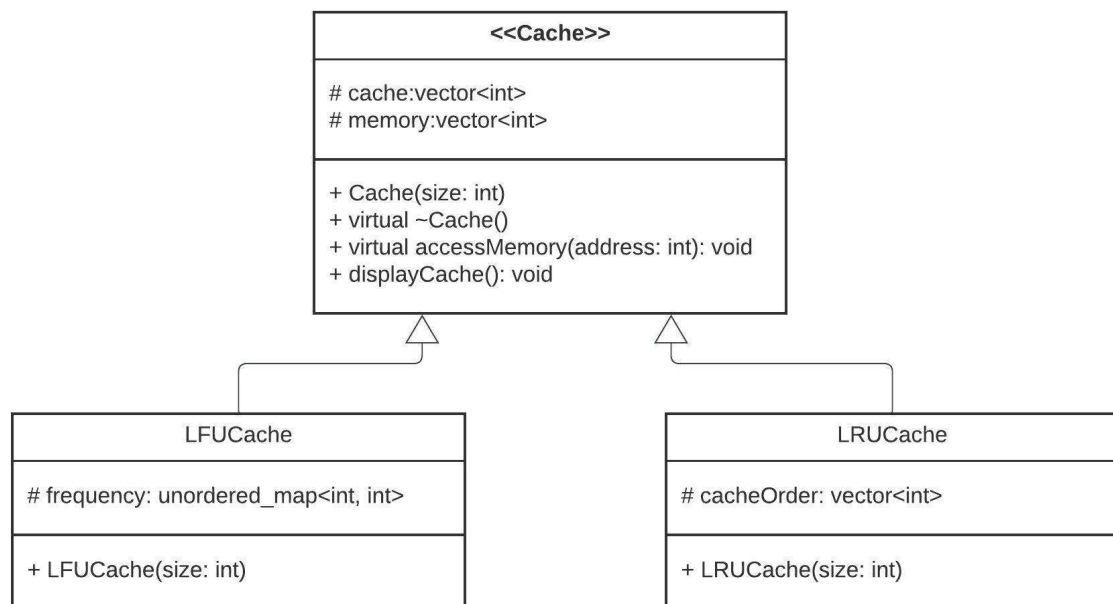 <<Cache>>
# cache:vector<int>
# memory:vector<int>
+ Cache(size: int)
+ virtual ~Cache()
+ virtual accessMemory(address: int): void
+ displayCache(): void
LFUCache
# frequency: unordered_map<int, int>
+ LFUCache(size: int)
LRUCache
# cacheOrder: vector<int>
+ LRUCache(size: int)